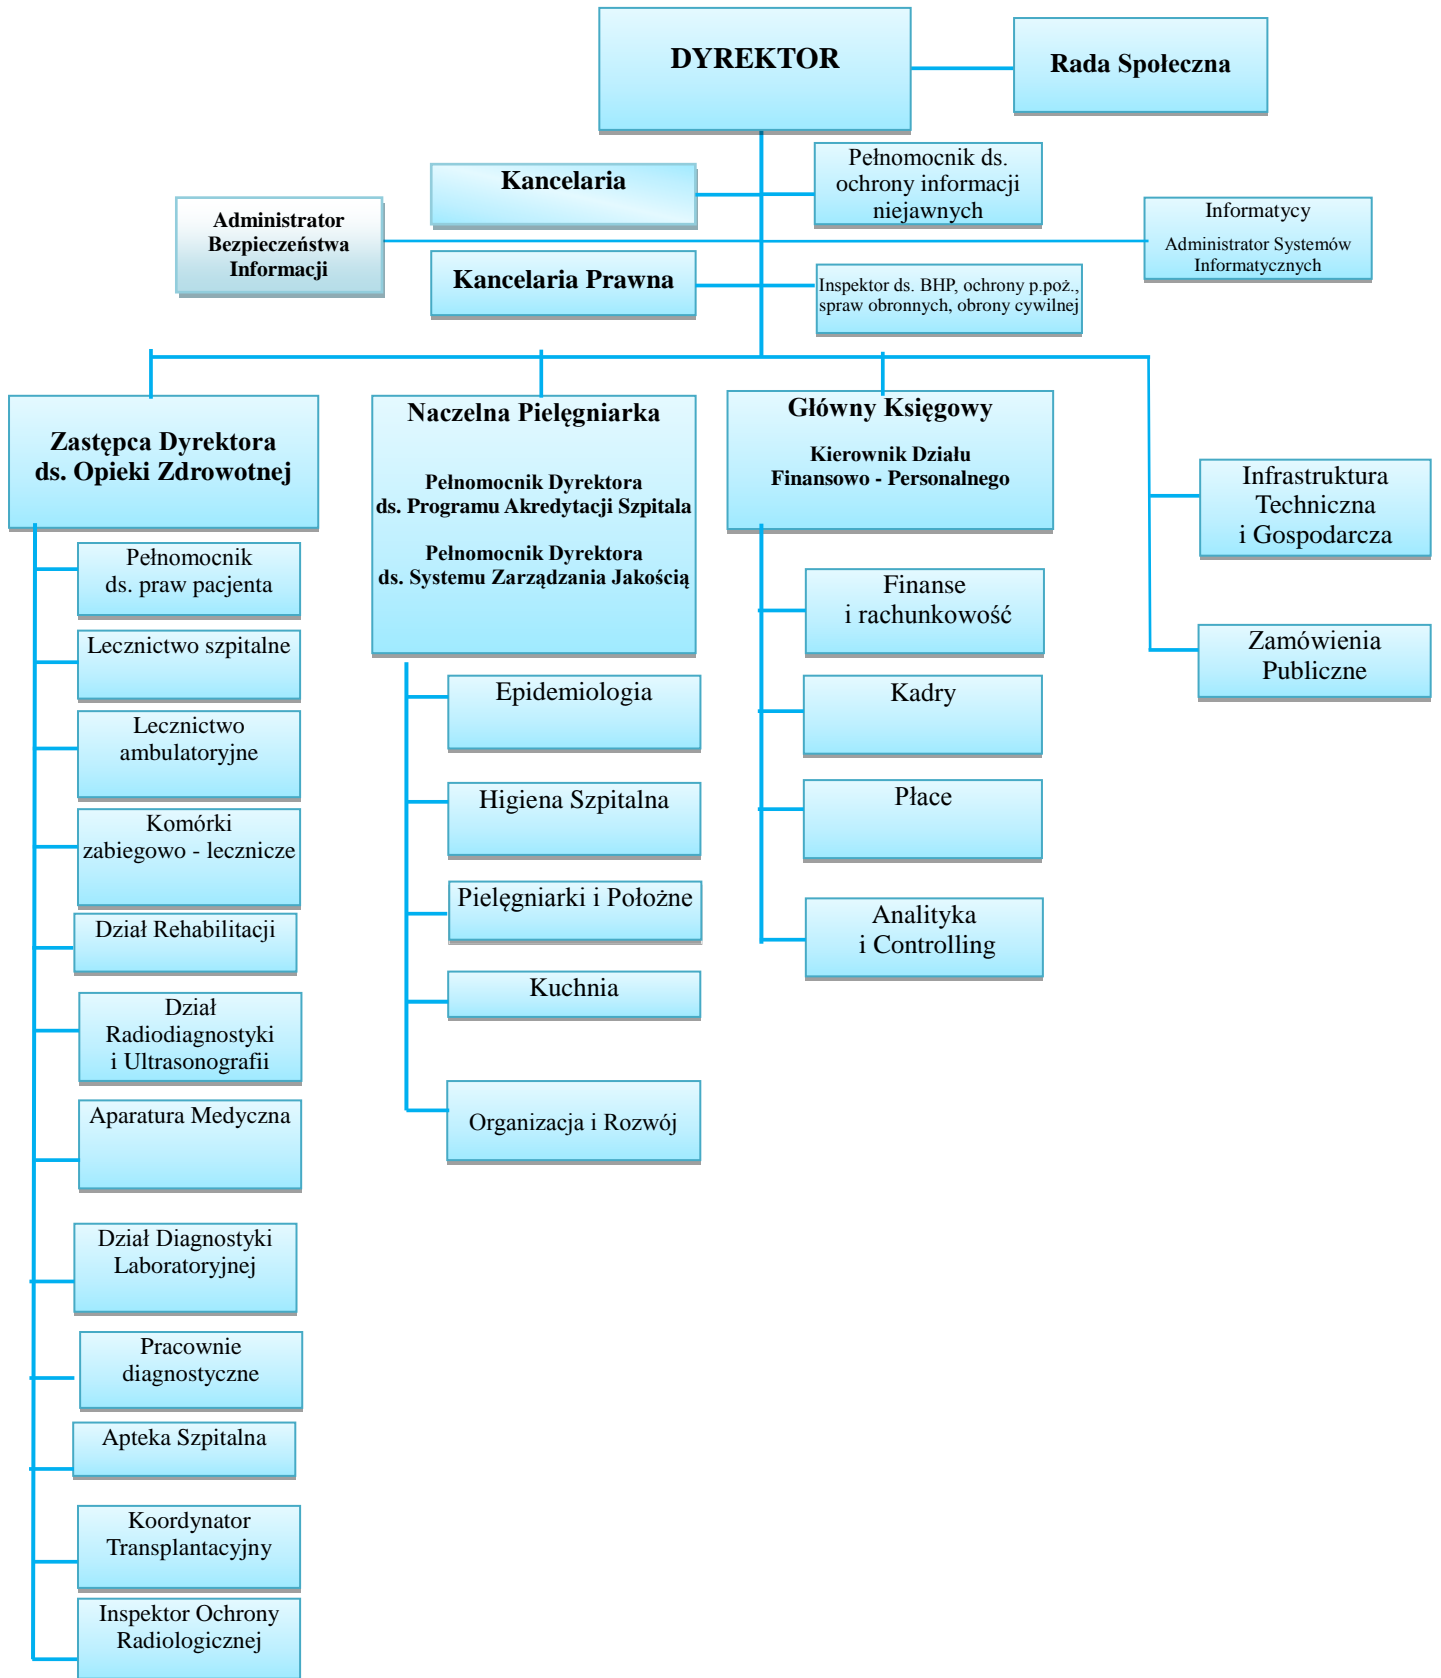 DYREKTOR
Rada Społeczna
Kancelaria
Pełnomocnik ds.
ochrony informacji
niejawnych
Administrator
Bezpieczeństwa
Informacji
Informatycy
Administrator Systemów
Informatycznych
Kancelaria Prawna
Inspektor ds. BHP, ochrony p.poż.,
spraw obronnych, obrony cywilnej
Zastępca Dyrektora
ds. Opieki Zdrowotnej
Pełnomocnik
ds. praw pacjenta
Lecznictwo szpitalne
Lecznictwo
ambulatoryjne
Komórki
zabiegowo - lecznicze
Dział Rehabilitacji
Dział
Radiodiagnostyki
i Ultrasonografii
Aparatura Medyczna
Dział Diagnostyki
Laboratoryjnej
Pracownie
diagnostyczne
Apteka Szpitalna
Koordynator
Transplantacyjny
Inspektor Ochrony
Radiologicznej
Naczelna Pielęgniarka
Pełnomocnik Dyrektora
ds. Programu Akredytacji Szpitala
Pełnomocnik Dyrektora
ds. Systemu Zarządzania Jakością
Epidemiologia
Higiena Szpitalna
Pielęgniarki i Położne
Kuchnia
Organizacja i Rozwój
Główny Księgowy
Kierownik Działu
Finansowo - Personalnego
Finanse
i rachunkowość
Kadry
Płace
Analityka
i Controlling
Infrastruktura
Techniczna
i Gospodarcza
Zamówienia
Publiczne